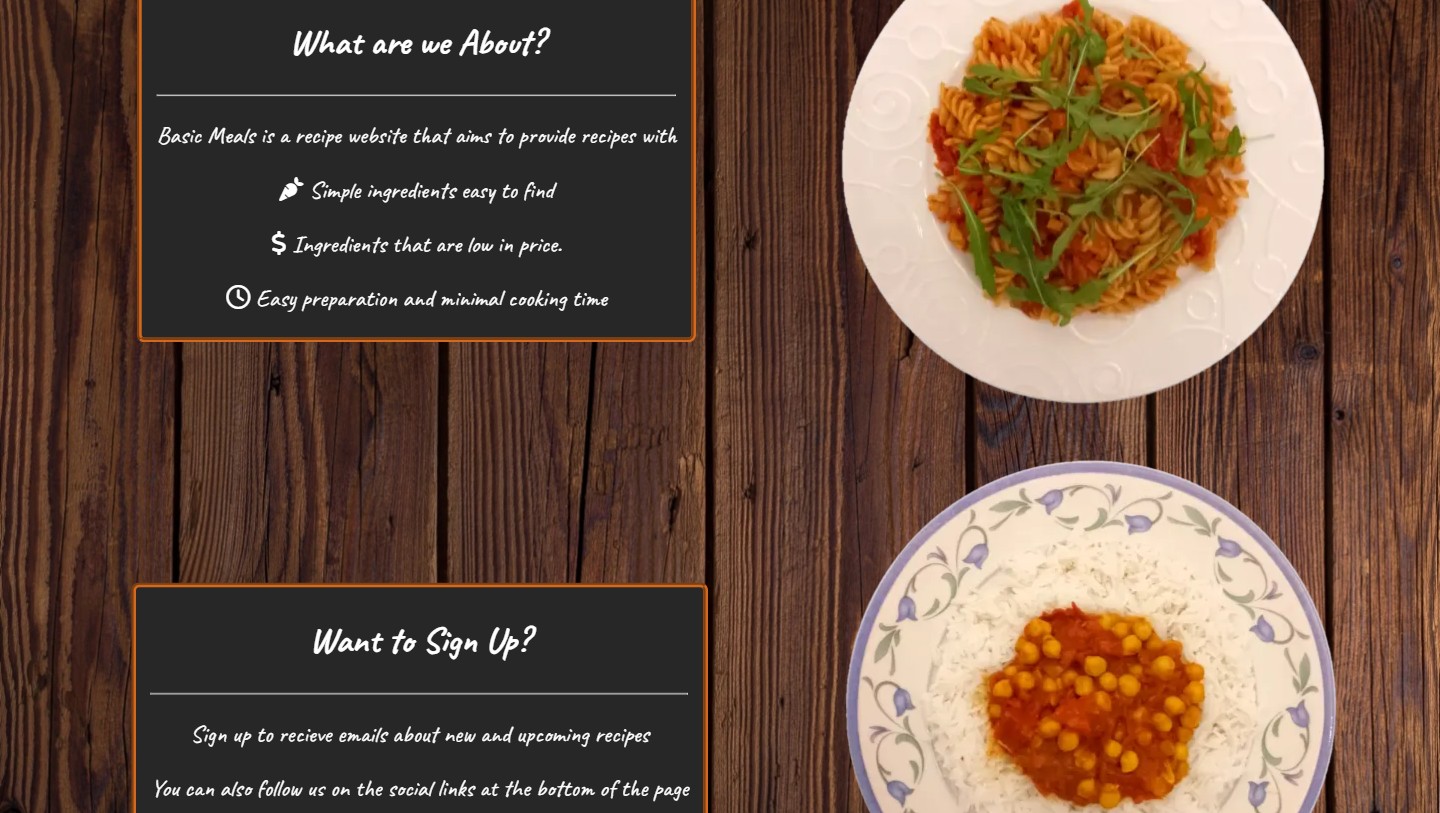 What are we About?
Basic Meals is a recipe website that aims to provide recipes with
Simple ingredients easy to find
$ Ingredients that are low in price.
Easy preparation and minimal cooking time
Want to Sign Up?
Sign up to recieve emails about new and upcoming recipes
You can also follow us on the social links at the bottom of the page